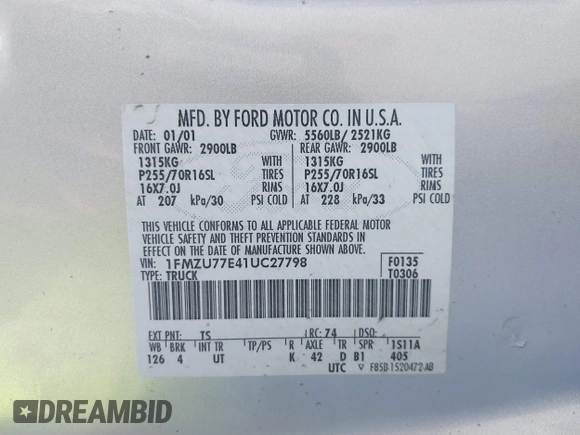 MFD. BY FORD MOTOR CO. IN U.S.A.
DATE: 01/01 GVWR: 5560LB/ 2521KG
FRONT GAWR: 2900LB REAR GAWR: 2900LB
1315KG WITH 1315KG WITH
P255/70R16SL TIRES P255/70R16SL TIRES
16X7.0J RIMS 16X7.0J RIMS
AT 207 kPa/30 PSI COLD AT 228 kPa/33 PSI COLD
THIS VEHICLE CONFORMS TO ALL APPLICABLE FEDERAL MOTOR
VEHICLE SAFETY, BUMPER, AND THEFT PREVENTION STANDARDS IN
EFFECT ON THE DATE OF MANUFACTURE SHOWN ABOVE.
VIN: 1FMZU77E41UC27798 F0135
TYPE: TRUCK T0306
EXT PNT: TS RC: 74 DSO:
WB BRK INT TR TP/PS R AXLE TR SPR 1S11A
126 4 UT K 42 D B1 405
UTC F85B-1520472-AB
DREAMBID